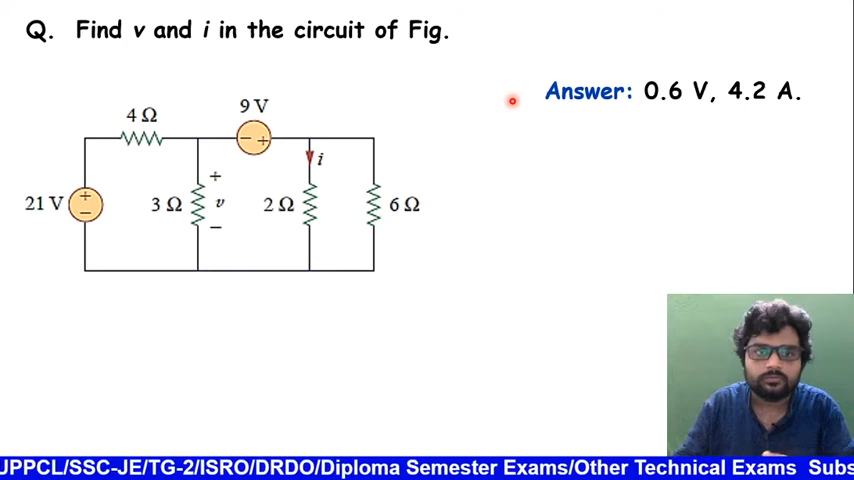 Q. Find v and i in the circuit of Fig.
Answer: 0.6 V, 4.2 A.
4 Ω
9 V
− +
i
+
21 V
+
−
3 Ω
v
2 Ω
6 Ω
−
JPPCL/SSC-JE/TG-2/ISRO/DRDO/Diploma Semester Exams/Other Technical Exams Subs